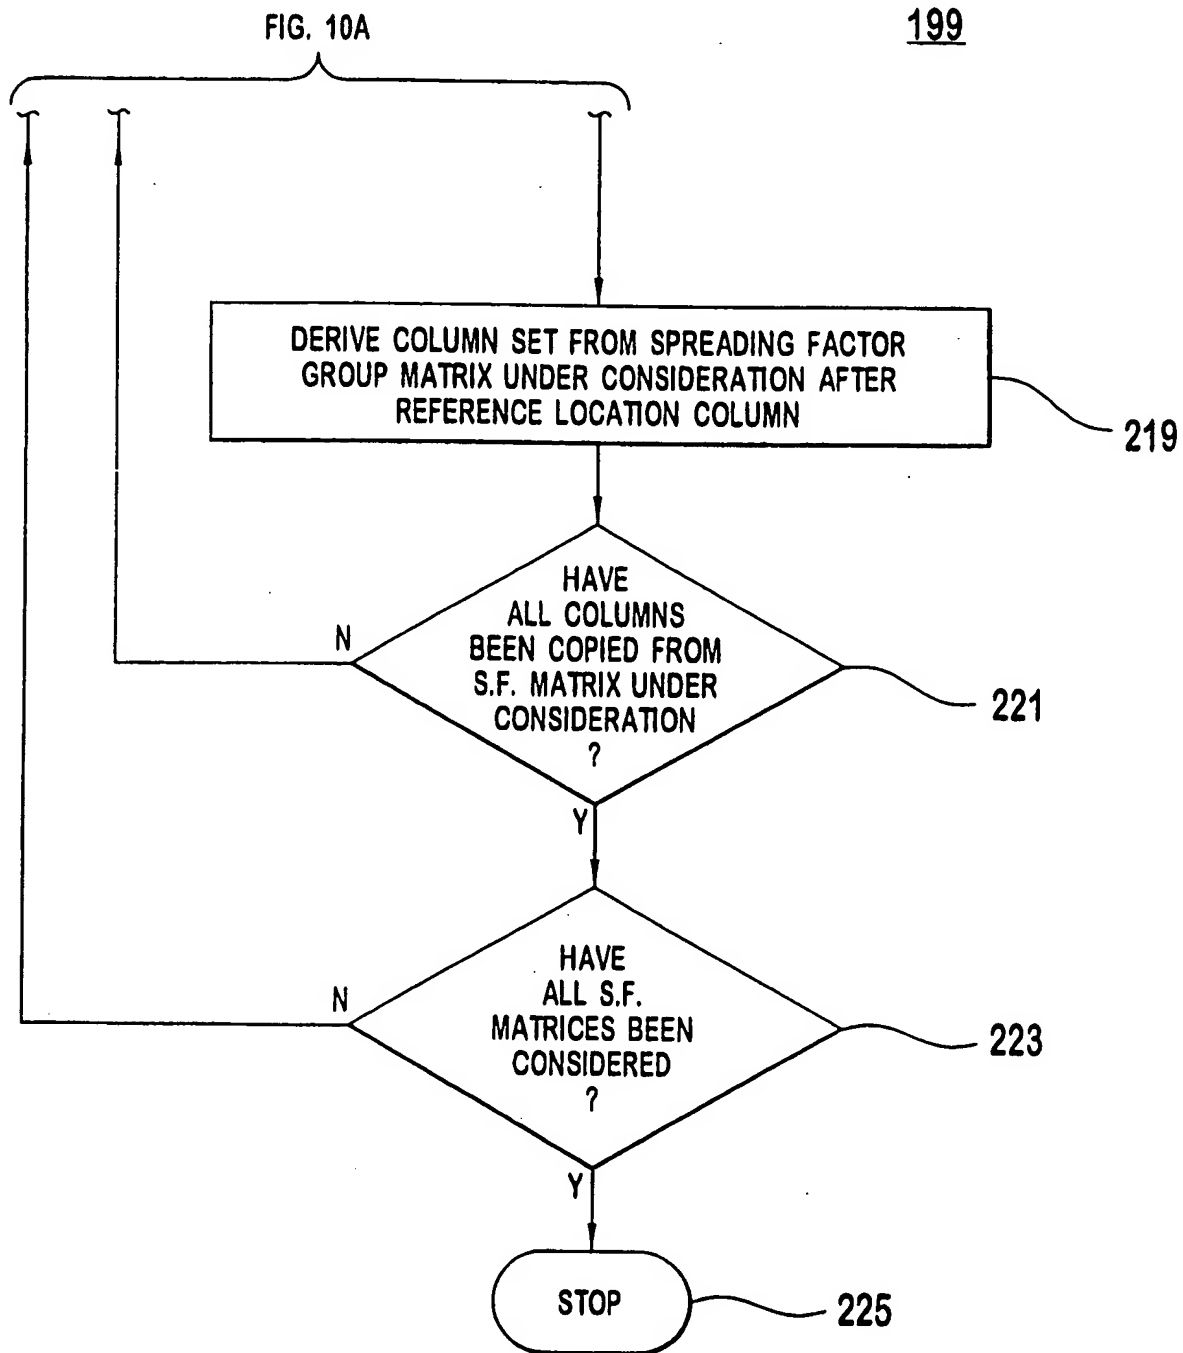 FIG. 10A
199
DERIVE COLUMN SET FROM SPREADING FACTOR
GROUP MATRIX UNDER CONSIDERATION AFTER
REFERENCE LOCATION COLUMN
219
HAVE
ALL COLUMNS
BEEN COPIED FROM
S.F. MATRIX UNDER
CONSIDERATION
?
N
221
Y
HAVE
ALL S.F.
MATRICES BEEN
CONSIDERED
?
N
223
Y
STOP
225